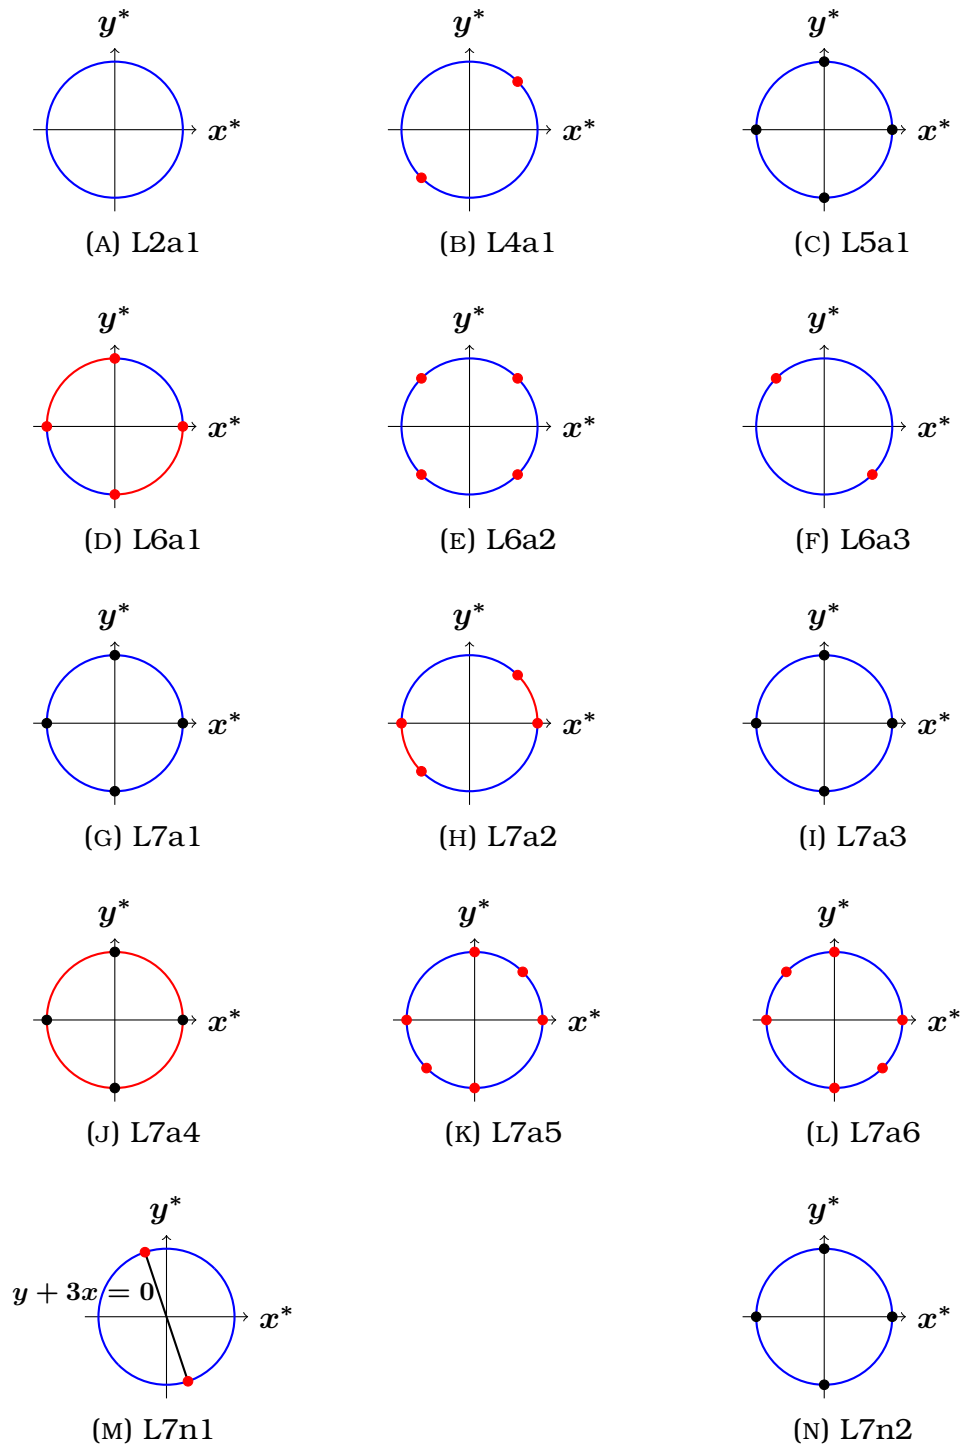 y* y* y*
x* x* x*
(A) L2a1 (B) L4a1 (C) L5a1
y* y* y*
x* x* x*
(D) L6a1 (E) L6a2 (F) L6a3
y* y* y*
x* x* x*
(G) L7a1 (H) L7a2 (I) L7a3
y* y* y*
x* x* x*
(J) L7a4 (K) L7a5 (L) L7a6
y* y*
y + 3x = 0
x* x*
(M) L7n1 (N) L7n2